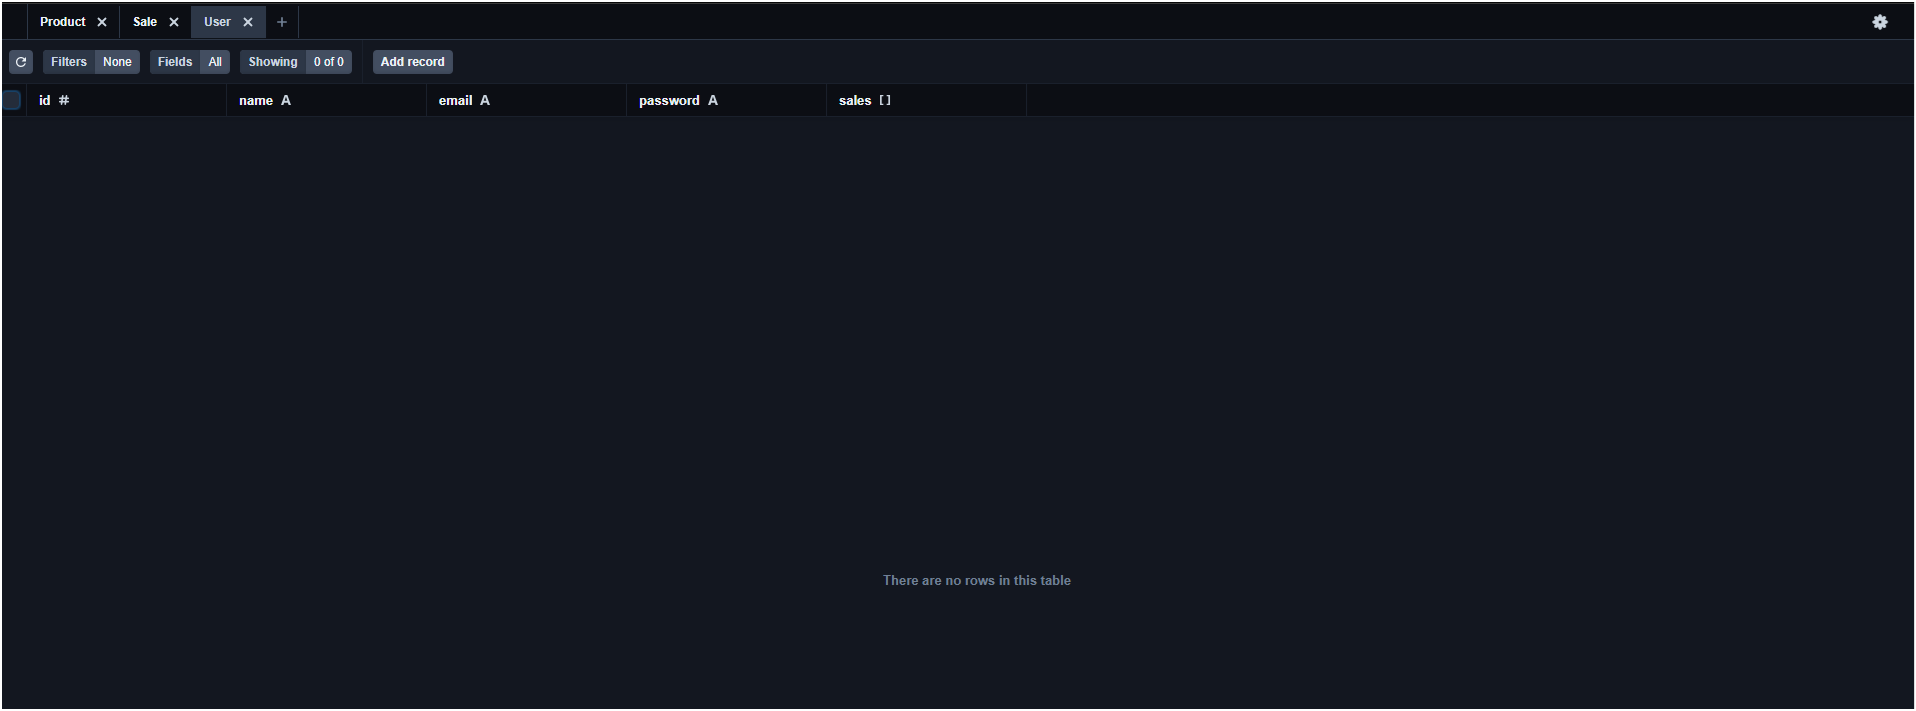 Product × Sale × User × +
Filters None Fields All Showing 0 of 0 Add record
id # name A email A password A sales []
There are no rows in this table